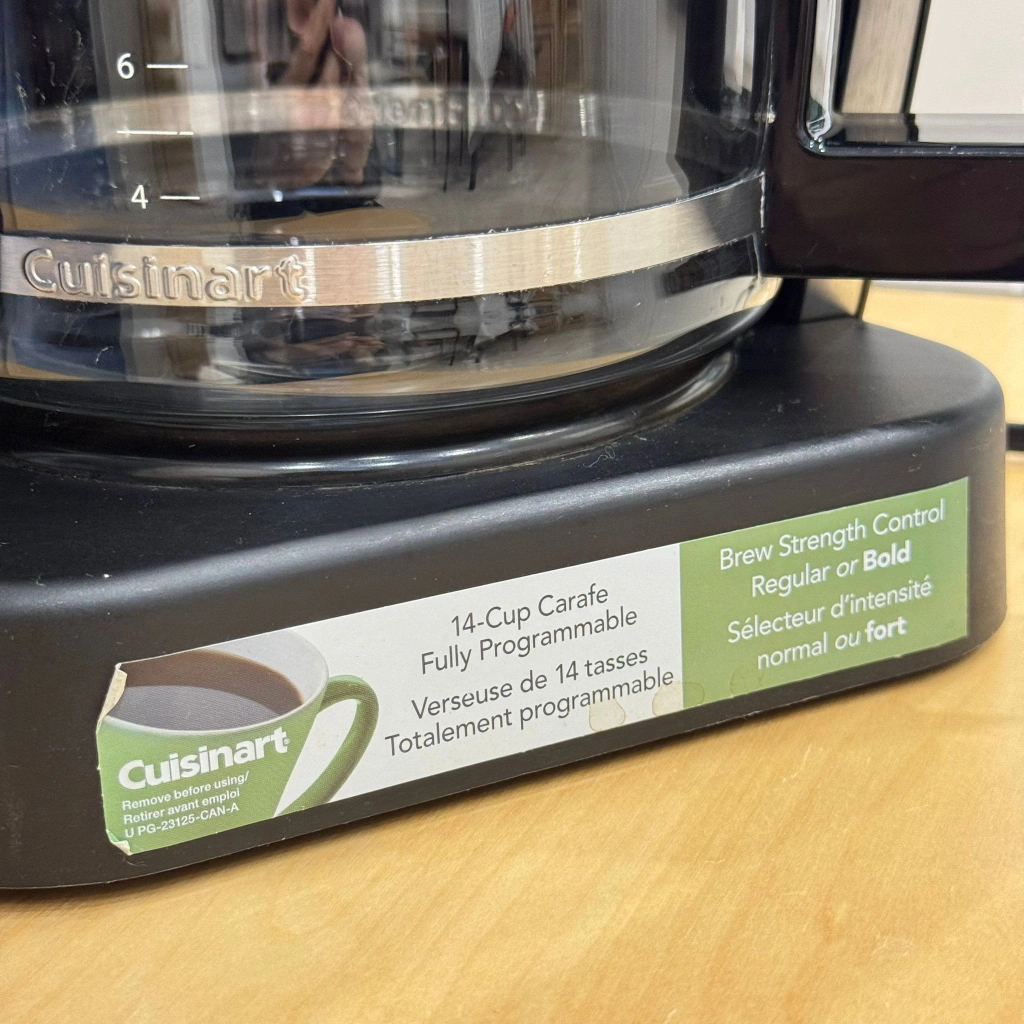 6
4
Cuisinart
14-Cup Carafe
Fully Programmable
Verseuse de 14 tasses
Totalement programmable
Brew Strength Control
Regular or Bold
Sélecteur d'intensité
normal ou fort
Cuisinart®
Remove before using/
Retirer avant emploi
U PG-23125-CAN-A